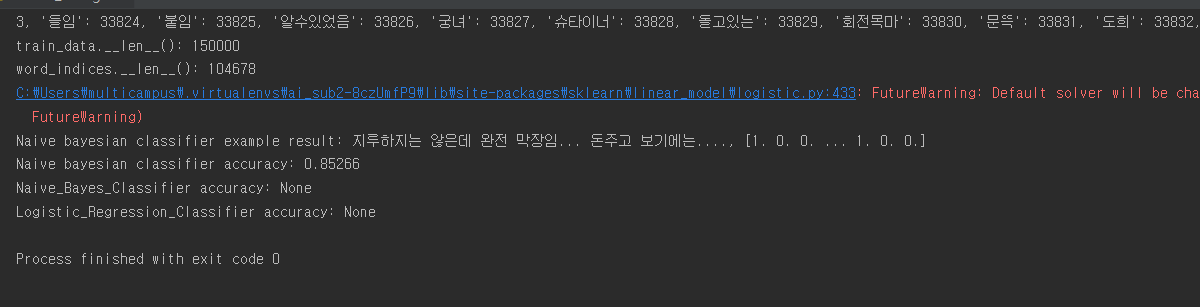 3, '들임': 33824, '붙임': 33825, '알수있었음': 33826, '궁녀': 33827, '슈타이너': 33828, '돌고있는': 33829, '회전목마': 33830, '문뜩': 33831, '도희': 33832,
train_data.__len__(): 150000
word_indices.__len__(): 104678
C:\Users\multicampus\.virtualenvs\ai_sub2-8czUmfP9\lib\site-packages\sklearn\linear_model\logistic.py:433: FutureWarning: Default solver will be cha
FutureWarning)
Naive bayesian classifier example result: 지루하지는 않은데 완전 막장임... 돈주고 보기에는...., [1. 0. 0. ... 1. 0. 0.]
Naive bayesian classifier accuracy: 0.85266
Naive_Bayes_Classifier accuracy: None
Logistic_Regression_Classifier accuracy: None
Process finished with exit code 0